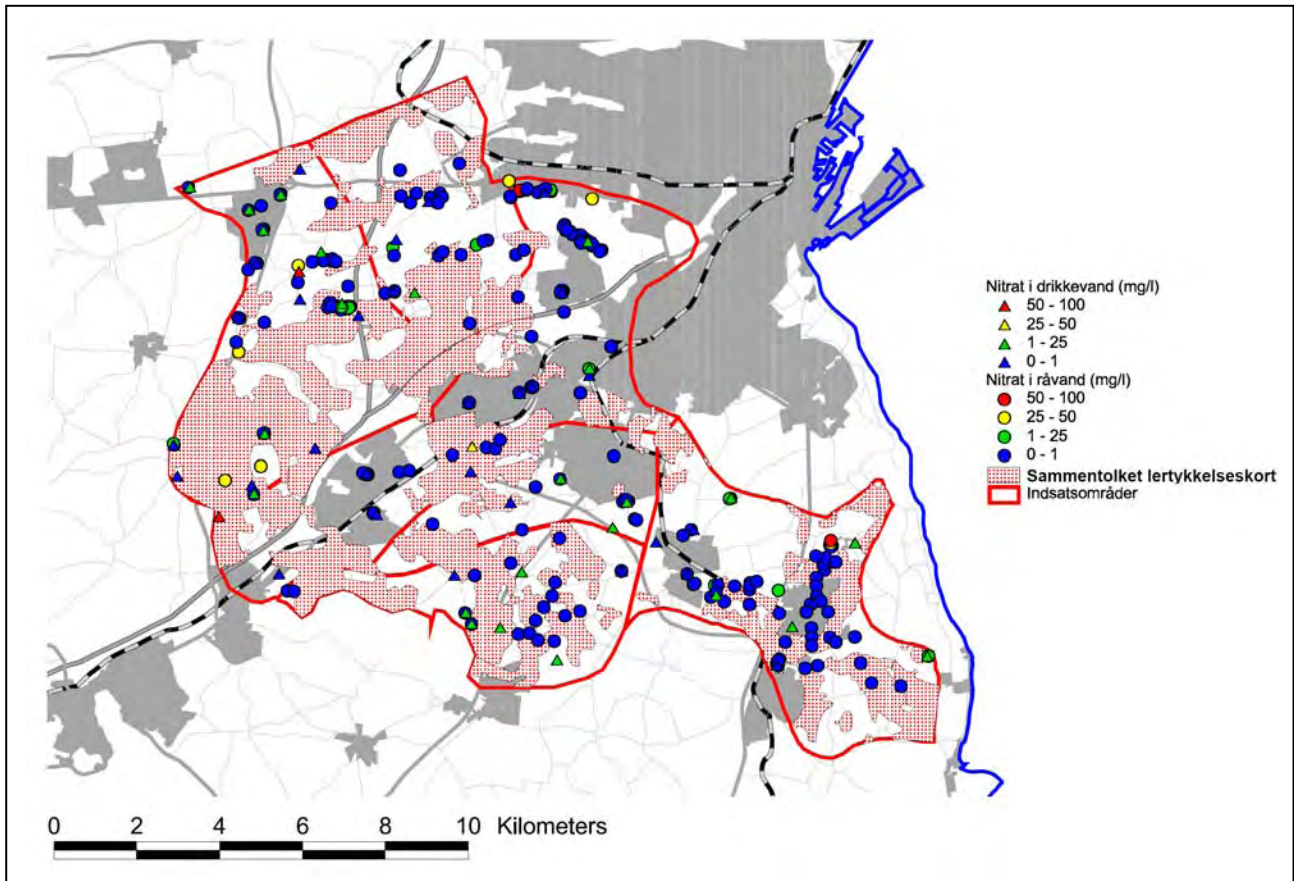 Nitrat i drikkevand (mg/l)
50 - 100
25 - 50
1 - 25
0 - 1
Nitrat i råvand (mg/l)
50 - 100
25 - 50
1 - 25
0 - 1
Sammentolket lertykkelseskort
Indsatsområder
0 2 4 6 8 10 Kilometers